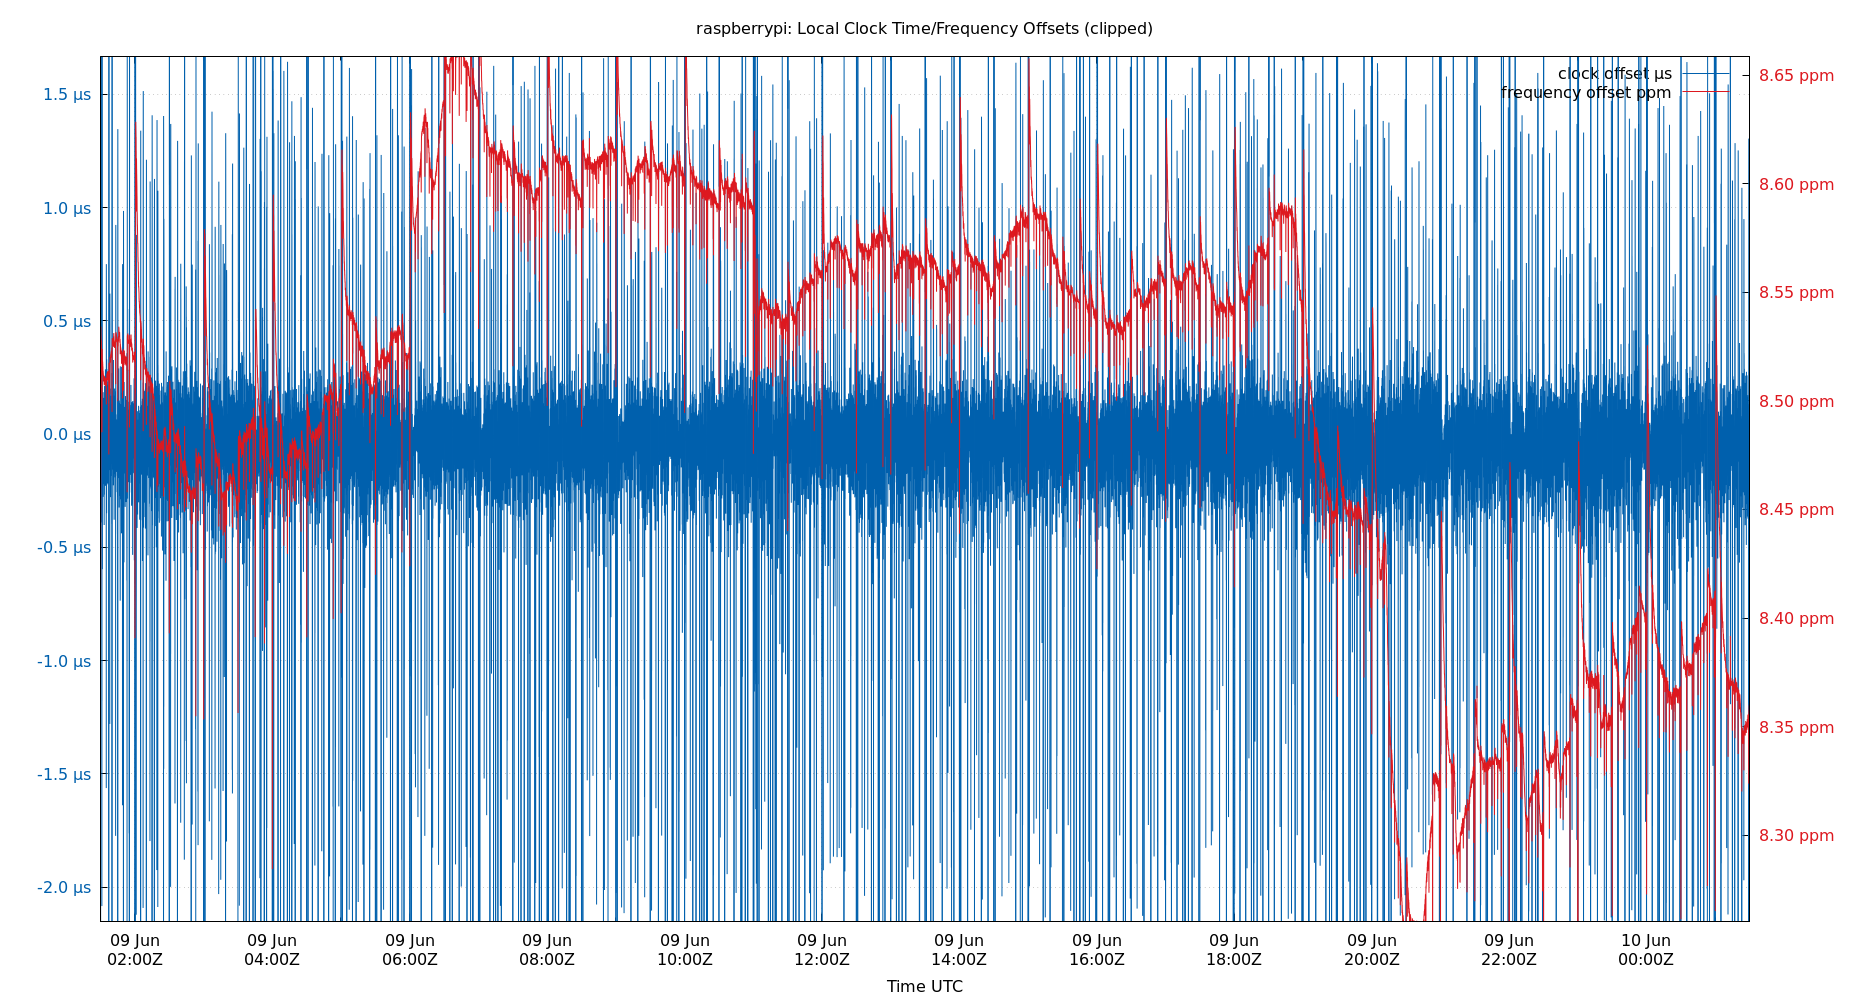 raspberrypi: Local Clock Time/Frequency Offsets (clipped)
clock offset µs
frequency offset ppm
1.5 µs
1.0 µs
0.5 µs
0.0 µs
-0.5 µs
-1.0 µs
-1.5 µs
-2.0 µs
8.65 ppm
8.60 ppm
8.55 ppm
8.50 ppm
8.45 ppm
8.40 ppm
8.35 ppm
8.30 ppm
09 Jun
02:00Z
09 Jun
04:00Z
09 Jun
06:00Z
09 Jun
08:00Z
09 Jun
10:00Z
09 Jun
12:00Z
09 Jun
14:00Z
09 Jun
16:00Z
09 Jun
18:00Z
09 Jun
20:00Z
09 Jun
22:00Z
10 Jun
00:00Z
Time UTC